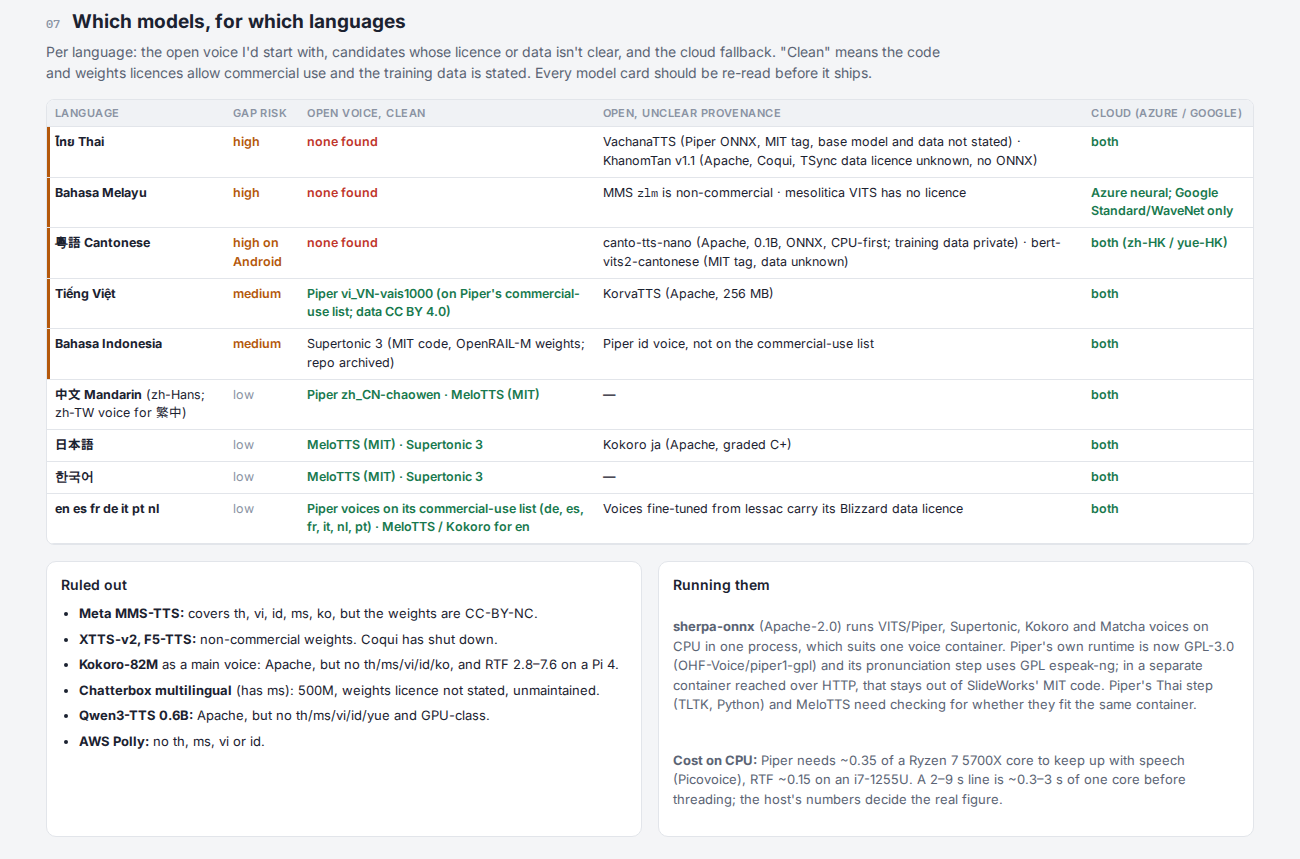 07 Which models, for which languages
Per language: the open voice I'd start with, candidates whose licence or data isn't clear, and the cloud fallback. "Clean" means the code
and weights licences allow commercial use and the training data is stated. Every model card should be re-read before it ships.
LANGUAGE GAP RISK OPEN VOICE, CLEAN OPEN, UNCLEAR PROVENANCE CLOUD (AZURE / GOOGLE)
ไทย Thai high none found VachanaTTS (Piper ONNX, MIT tag, base model and data not stated) · both
KhanomTan v1.1 (Apache, Coqui, TSync data licence unknown, no ONNX)
Bahasa Melayu high none found MMS zlm is non-commercial · mesolitica VITS has no licence Azure neural; Google
Standard/WaveNet only
粵語 Cantonese high on none found canto-tts-nano (Apache, 0.1B, ONNX, CPU-first; training data private) · bert- both (zh-HK / yue-HK)
Android vits2-cantonese (MIT tag, data unknown)
Tiếng Việt medium Piper vi_VN-vais1000 (on Piper's commercial- KorvaTTS (Apache, 256 MB) both
use list; data CC BY 4.0)
Bahasa Indonesia medium Supertonic 3 (MIT code, OpenRAIL-M weights; Piper id voice, not on the commercial-use list both
repo archived)
中文 Mandarin (zh-Hans; low Piper zh_CN-chaowen · MeloTTS (MIT) — both
zh-TW voice for 繁中)
日本語 low MeloTTS (MIT) · Supertonic 3 Kokoro ja (Apache, graded C+) both
한국어 low MeloTTS (MIT) · Supertonic 3 — both
en es fr de it pt nl low Piper voices on its commercial-use list (de, es, Voices fine-tuned from lessac carry its Blizzard data licence both
fr, it, nl, pt) · MeloTTS / Kokoro for en
Ruled out
• Meta MMS-TTS: covers th, vi, id, ms, ko, but the weights are CC-BY-NC.
• XTTS-v2, F5-TTS: non-commercial weights. Coqui has shut down.
• Kokoro-82M as a main voice: Apache, but no th/ms/vi/id/ko, and RTF 2.8–7.6 on a Pi 4.
• Chatterbox multilingual (has ms): 500M, weights licence not stated, unmaintained.
• Qwen3-TTS 0.6B: Apache, but no th/ms/vi/id/yue and GPU-class.
• AWS Polly: no th, ms, vi or id.
Running them
sherpa-onnx (Apache-2.0) runs VITS/Piper, Supertonic, Kokoro and Matcha voices on
CPU in one process, which suits one voice container. Piper's own runtime is now GPL-3.0
(OHF-Voice/piper1-gpl) and its pronunciation step uses GPL espeak-ng; in a separate
container reached over HTTP, that stays out of SlideWorks' MIT code. Piper's Thai step
(TLTK, Python) and MeloTTS need checking for whether they fit the same container.
Cost on CPU: Piper needs ~0.35 of a Ryzen 7 5700X core to keep up with speech
(Picovoice), RTF ~0.15 on an i7-1255U. A 2–9 s line is ~0.3–3 s of one core before
threading; the host's numbers decide the real figure.